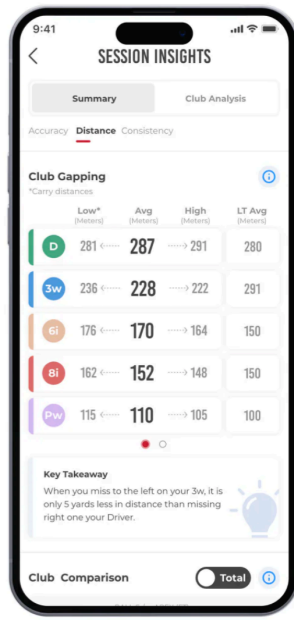 9:41
SESSION INSIGHTS
Summary Club Analysis
Accuracy Distance Consistency
Club Gapping
*Carry distances
Low* Avg High LT Avg
(Meters) (Meters) (Meters) (Meters)
D 281 287 291 280
3w 236 228 222 291
6i 176 170 164 150
8i 162 152 148 150
Pw 115 110 105 100
Key Takeaway
When you miss to the left on your 3w, it is
only 5 yards less in distance than missing
right one your Driver.
Club Comparison Total